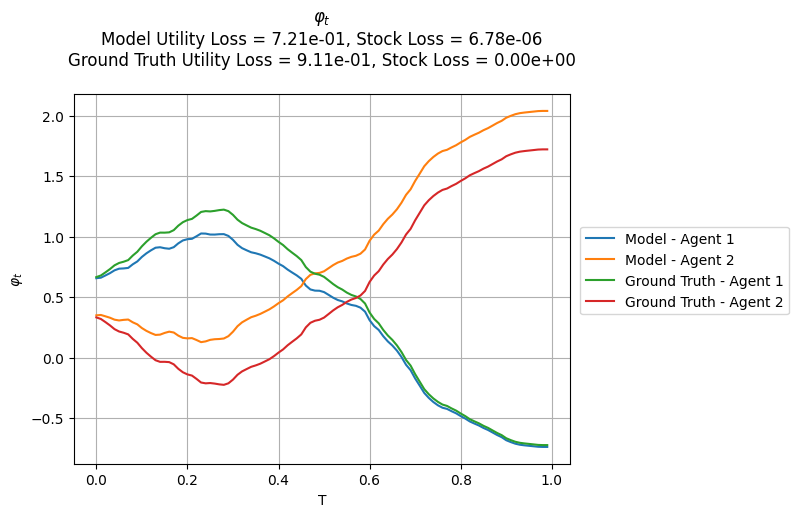 φₜ
Model Utility Loss = 7.21e-01, Stock Loss = 6.78e-06
Ground Truth Utility Loss = 9.11e-01, Stock Loss = 0.00e+00
2.0
1.5
1.0
0.5
0.0
−0.5
φₜ
0.0 0.2 0.4 0.6 0.8 1.0
T
Model - Agent 1
Model - Agent 2
Ground Truth - Agent 1
Ground Truth - Agent 2